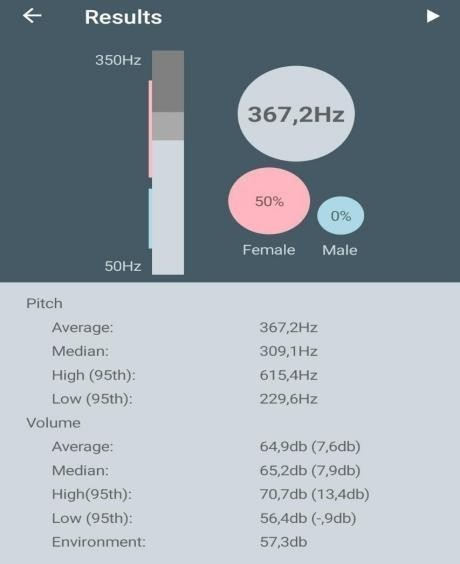 Results
350Hz
367,2Hz
50%
0%
Female Male
50Hz
Pitch
Average: 367,2Hz
Median: 309,1Hz
High (95th): 615,4Hz
Low (95th): 229,6Hz
Volume
Average: 64,9db (7,6db)
Median: 65,2db (7,9db)
High(95th): 70,7db (13,4db)
Low (95th): 56,4db (-,9db)
Environment: 57,3db